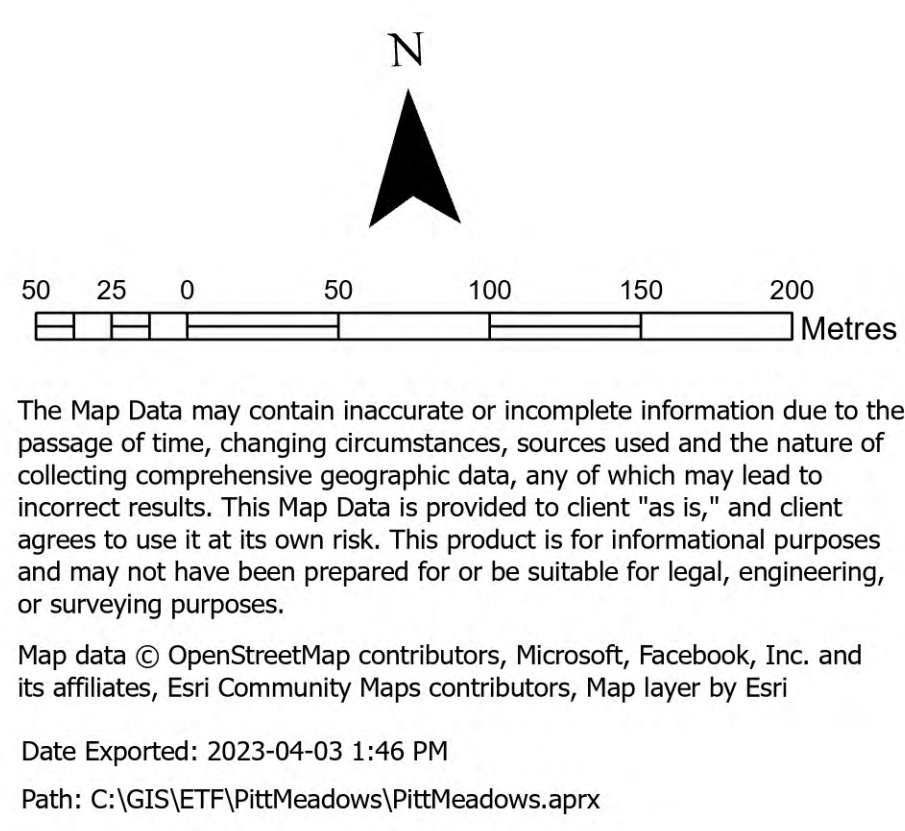 N
50 25 0 50 100 150 200
Metres
The Map Data may contain inaccurate or incomplete information due to the
passage of time, changing circumstances, sources used and the nature of
collecting comprehensive geographic data, any of which may lead to
incorrect results. This Map Data is provided to client "as is," and client
agrees to use it at its own risk. This product is for informational purposes
and may not have been prepared for or be suitable for legal, engineering,
or surveying purposes.
Map data © OpenStreetMap contributors, Microsoft, Facebook, Inc. and
its affiliates, Esri Community Maps contributors, Map layer by Esri
Date Exported: 2023-04-03 1:46 PM
Path: C:\GIS\ETF\PittMeadows\PittMeadows.aprx